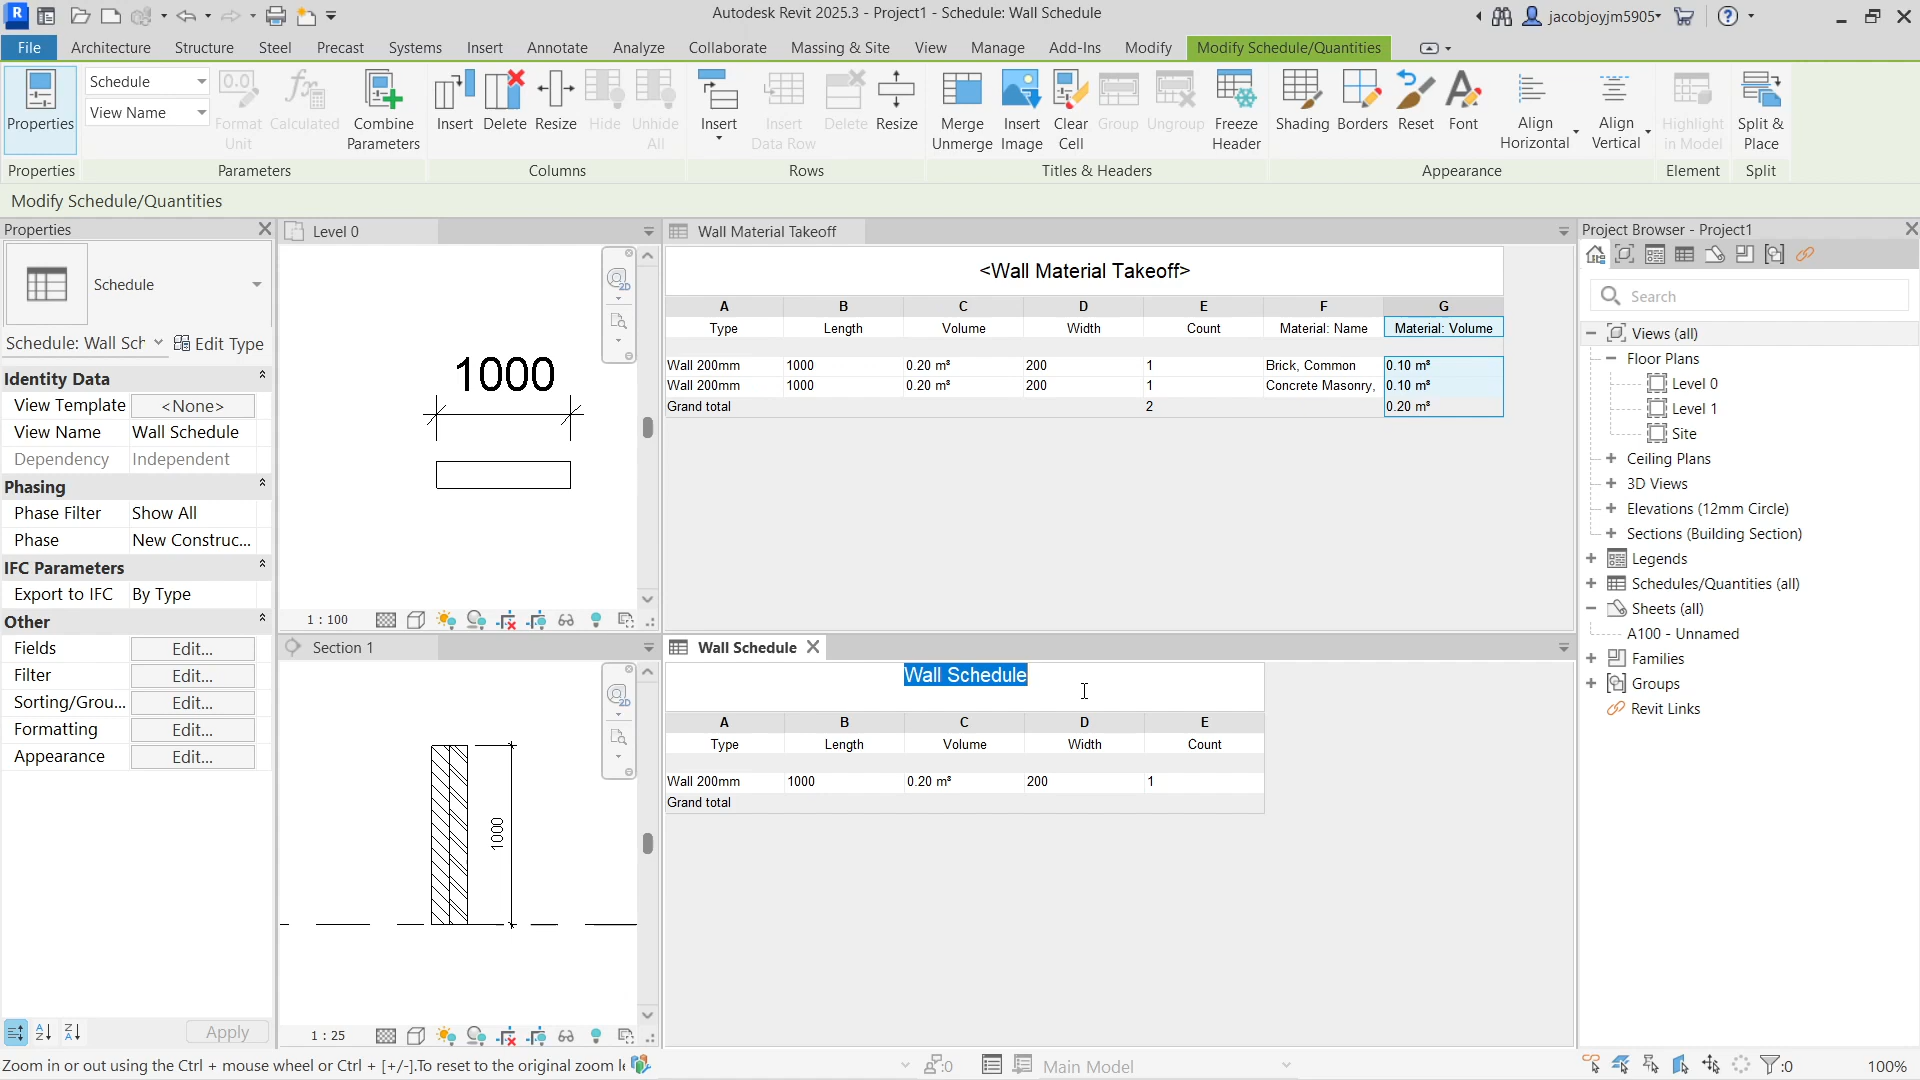 Autodesk Revit 2025.3 - Project1 - Schedule: Wall Schedule
jacobjoyjm5905
File Architecture Structure Steel Precast Systems Insert Annotate Analyze Collaborate Massing & Site View Manage Add-Ins Modify Modify Schedule/Quantities
Properties
Schedule
View Name
Format Unit
Calculated
Combine Parameters
Insert
Delete
Resize
Hide
Unhide All
Insert
Insert Data Row
Delete
Resize
Merge Unmerge
Insert Image
Clear Cell
Group
Ungroup
Freeze Header
Shading
Borders
Reset
Font
Align Horizontal
Align Vertical
Highlight in Model
Split & Place
Properties Parameters Columns Rows Titles & Headers Appearance Element Split
Modify Schedule/Quantities
Properties
Schedule
Schedule: Wall Sch Edit Type
Identity Data
View Template <None>
View Name Wall Schedule
Dependency Independent
Phasing
Phase Filter Show All
Phase New Construc...
IFC Parameters
Export to IFC By Type
Other
Fields Edit...
Filter Edit...
Sorting/Grou... Edit...
Formatting Edit...
Appearance Edit...
Apply
Level 0
2D
1000
1 : 100
Section 1
2D
1000
1 : 25
Wall Material Takeoff
<Wall Material Takeoff>
A B C D E F G
Type Length Volume Width Count Material: Name Material: Volume
Wall 200mm 1000 0.20 m³ 200 1 Brick, Common 0.10 m³
Wall 200mm 1000 0.20 m³ 200 1 Concrete Masonry, 0.10 m³
Grand total 2 0.20 m³
Wall Schedule
Wall Schedule
A B C D E
Type Length Volume Width Count
Wall 200mm 1000 0.20 m³ 200 1
Grand total
Project Browser - Project1
Search
Views (all)
Floor Plans
Level 0
Level 1
Site
Ceiling Plans
3D Views
Elevations (12mm Circle)
Sections (Building Section)
Legends
Schedules/Quantities (all)
Sheets (all)
A100 - Unnamed
Families
Groups
Revit Links
Zoom in or out using the Ctrl + mouse wheel or Ctrl + [+/-].To reset to the original zoom le
:0
Main Model
:0
100%